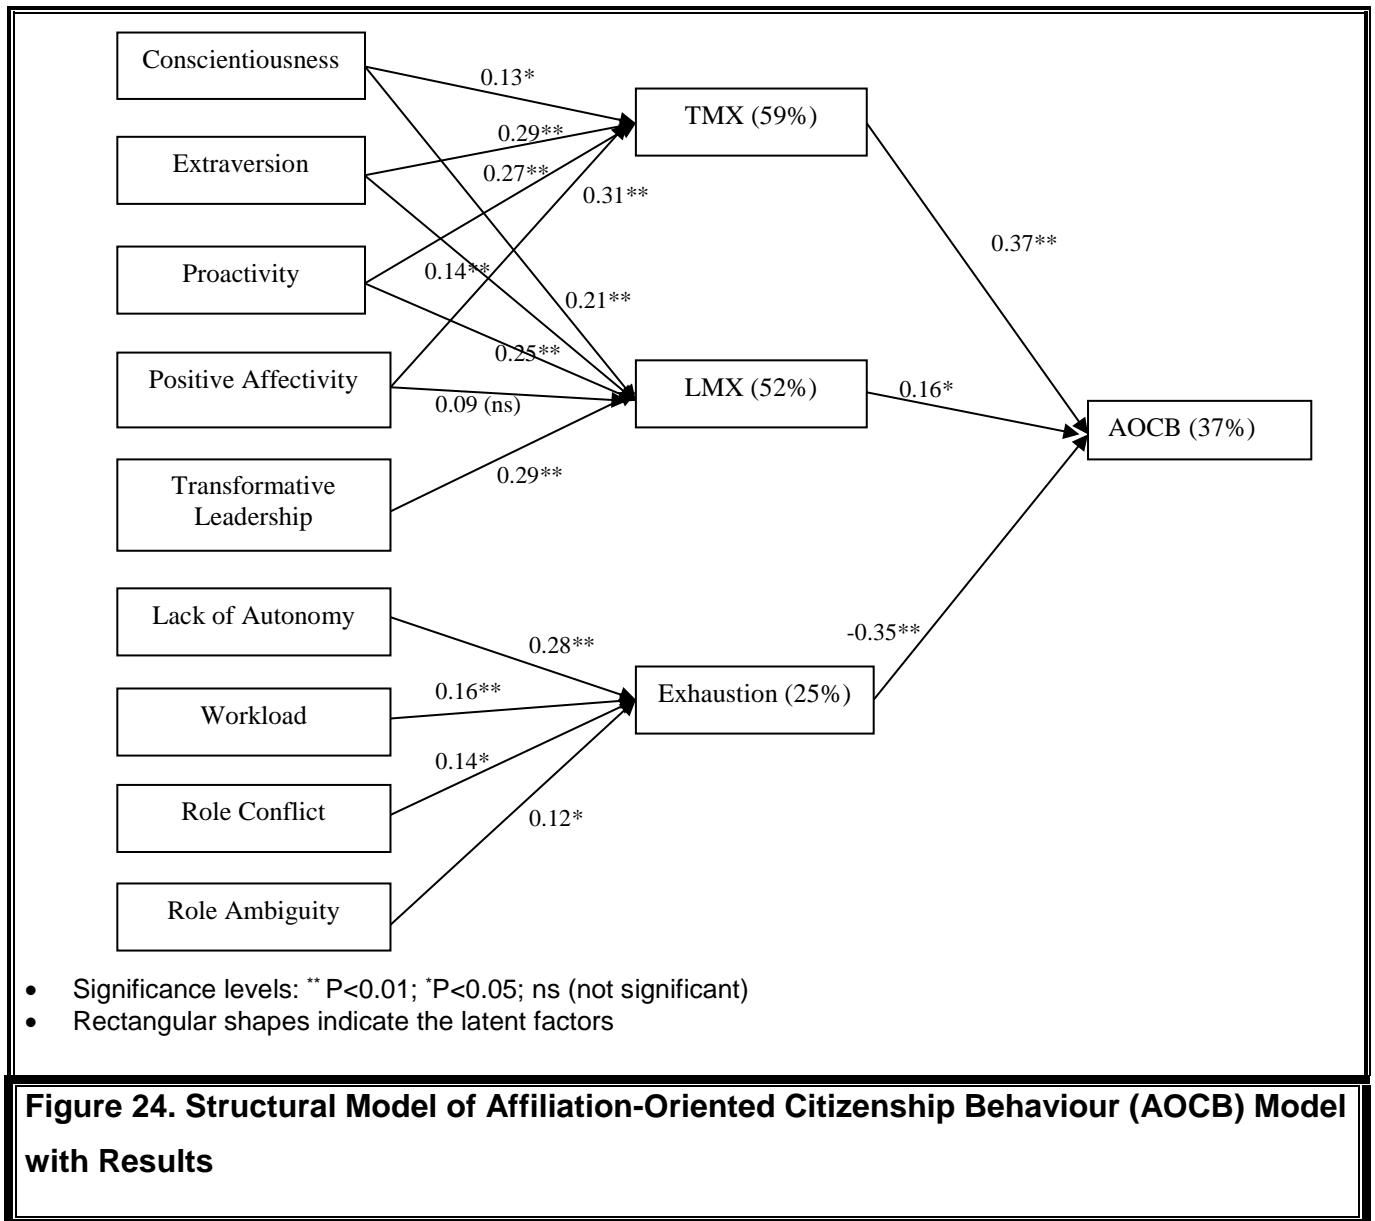 Conscientiousness
0.13*
TMX (59%)
Extraversion
0.29**
0.27**
0.31**
Proactivity
0.14**
0.37**
0.21**
Positive Affectivity
0.25**
0.09 (ns)
LMX (52%)
0.16*
AOCB (37%)
Transformative
Leadership
0.29**
Lack of Autonomy
0.28**
-0.35**
Workload
0.16**
Exhaustion (25%)
Role Conflict
0.14*
0.12*
Role Ambiguity
• Significance levels: ** P<0.01; *P<0.05; ns (not significant)
• Rectangular shapes indicate the latent factors
Figure 24. Structural Model of Affiliation-Oriented Citizenship Behaviour (AOCB) Model
with Results